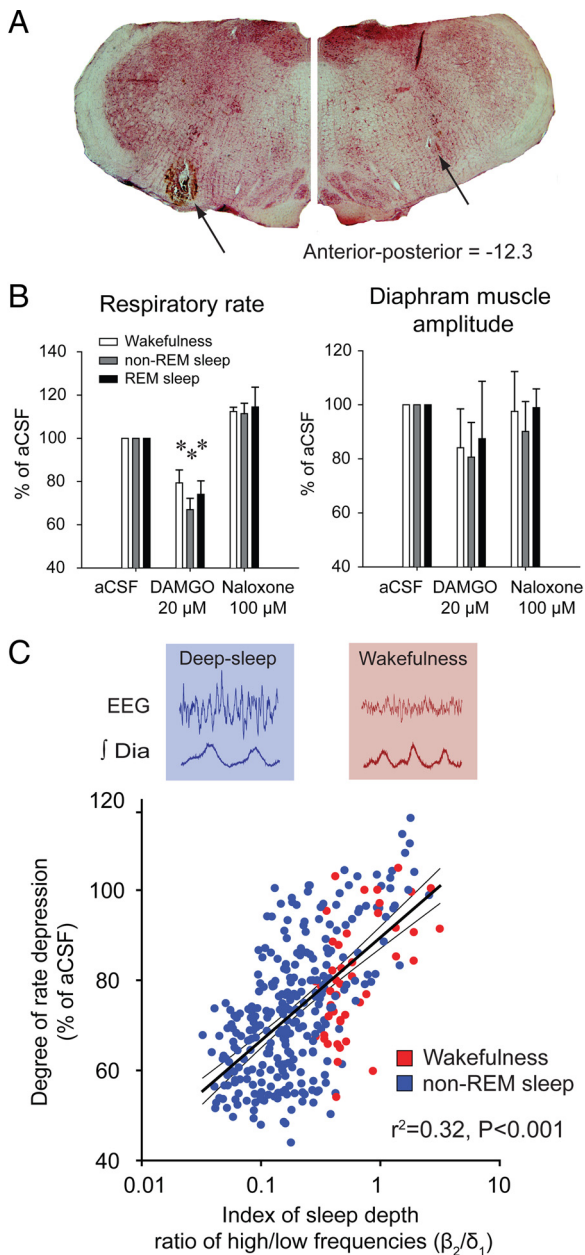 A
Anterior-posterior = -12.3
B
Respiratory rate
Wakefulness
non-REM sleep
REM sleep
% of aCSF
140
120
100
80
60
40
* * *
aCSF DAMGO Naloxone
20 µM 100 µM
Diaphram muscle
amplitude
% of aCSF
120
100
80
60
40
aCSF DAMGO Naloxone
20 µM 100 µM
C
Deep-sleep Wakefulness
EEG
∫ Dia
Degree of rate depression
(% of aCSF)
120
100
80
60
40
Wakefulness
non-REM sleep
r²=0.32, P<0.001
0.01 0.1 1 10
Index of sleep depth
ratio of high/low frequencies (β₂/δ₁)